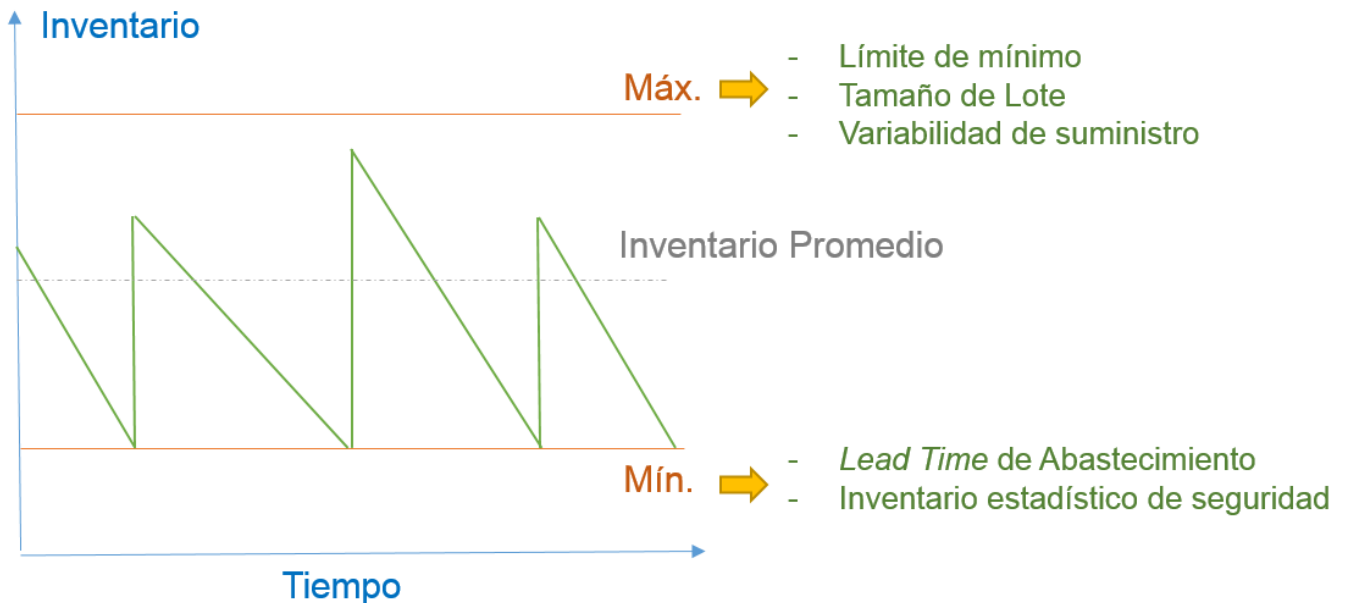 Inventario
Máx.
- Límite de mínimo
- Tamaño de Lote
- Variabilidad de suministro
Inventario Promedio
Mín.
- Lead Time de Abastecimiento
- Inventario estadístico de seguridad
Tiempo